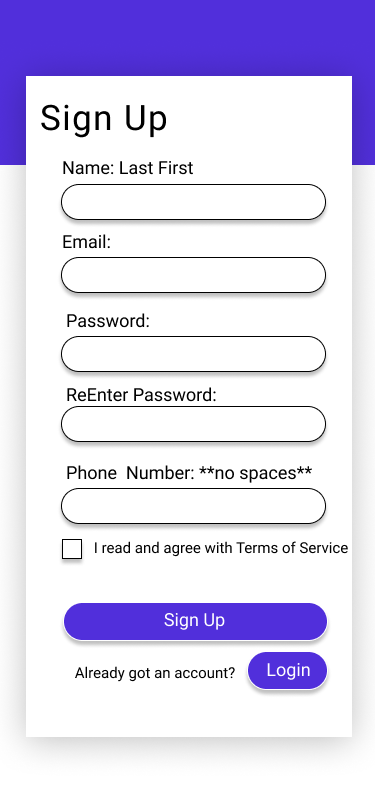 Sign Up
Name: Last First
Email:
Password:
ReEnter Password:
Phone  Number: **no spaces**
I read and agree with Terms of Service
Sign Up
Already got an account? Login